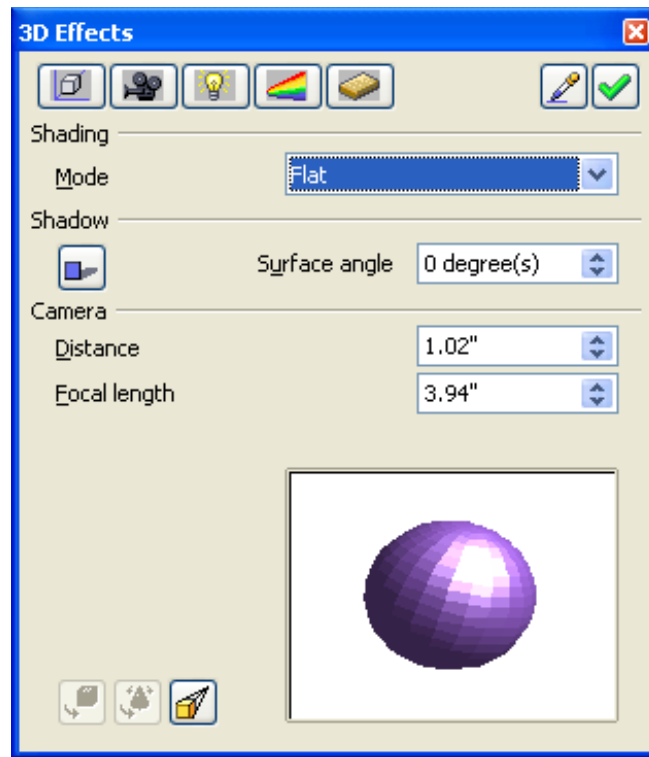 3D Effects
Shading
Mode Flat
Shadow
Surface angle 0 degree(s)
Camera
Distance 1.02"
Focal length 3.94"